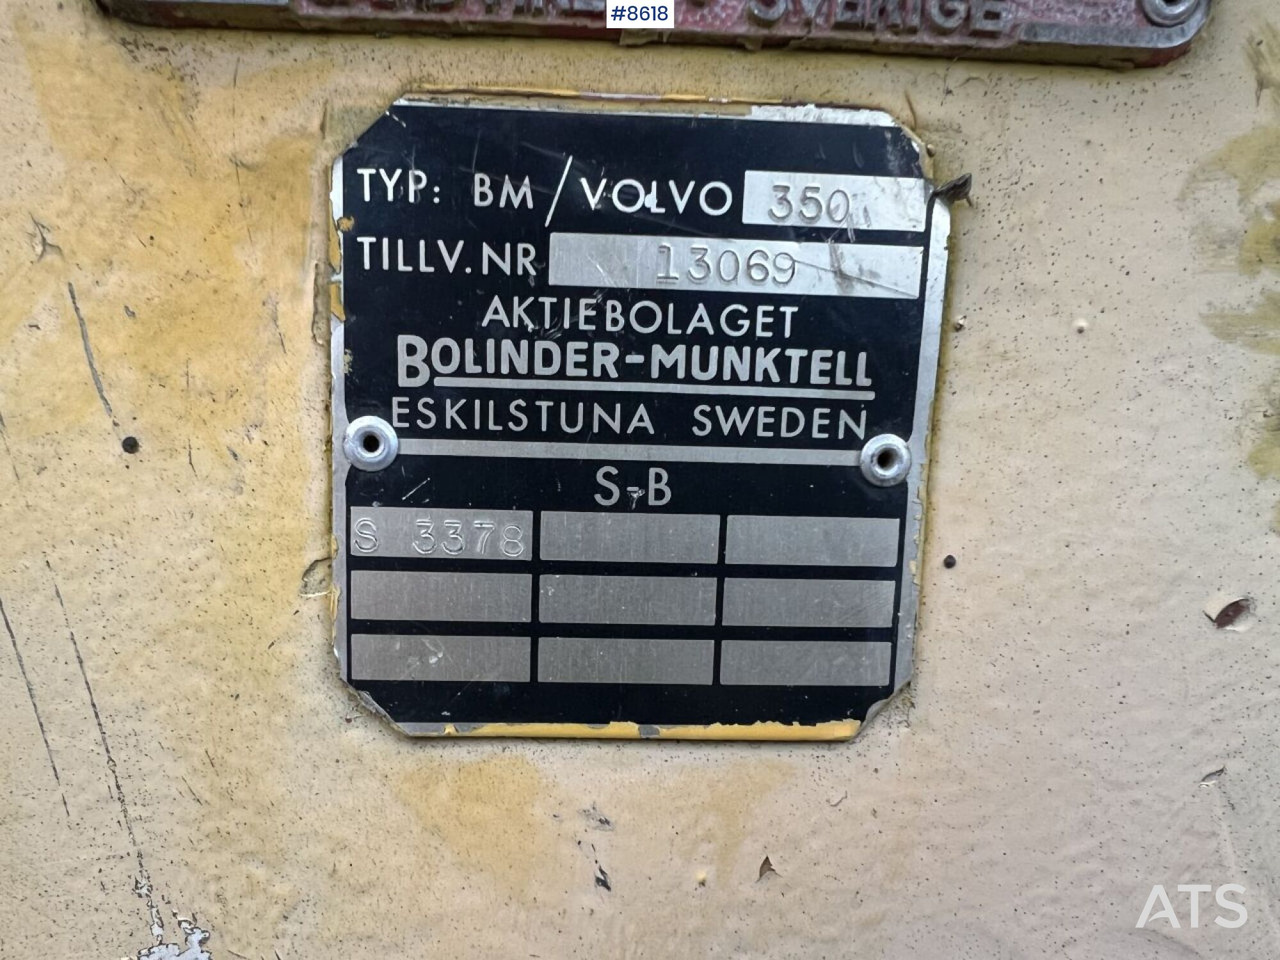 #8618
SVERIGE
TYP: BM/VOLVO 350
TILLV.NR 13069
AKTIEBOLAGET
BOLINDER-MUNKTELL
ESKILSTUNA SWEDEN
S-B
S 3378
ATS